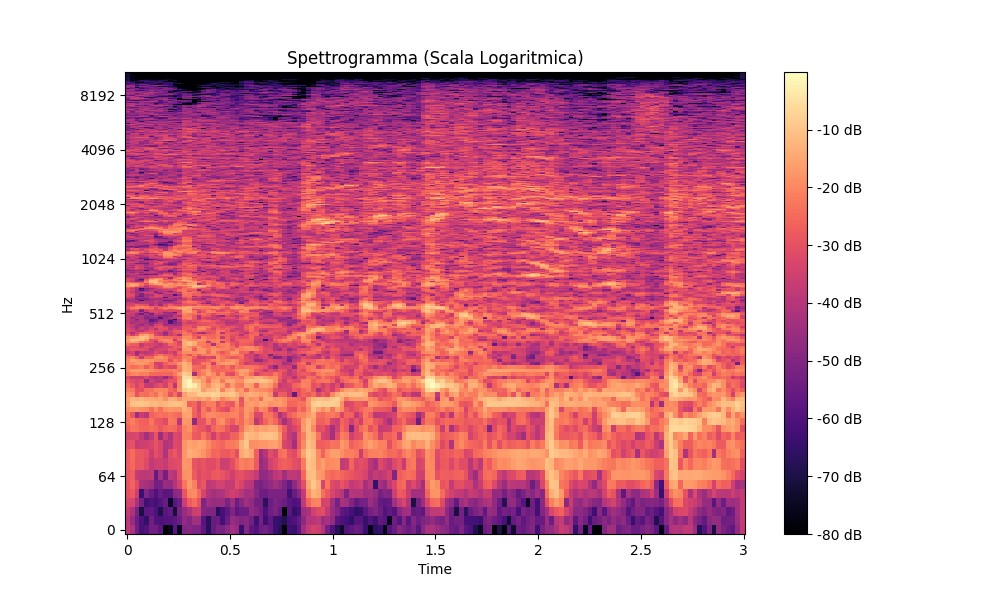 Spettrogramma (Scala Logaritmica)
8192
4096
2048
1024
512
256
128
64
0
Hz
0
0.5
1
1.5
2
2.5
3
Time
-10 dB
-20 dB
-30 dB
-40 dB
-50 dB
-60 dB
-70 dB
-80 dB